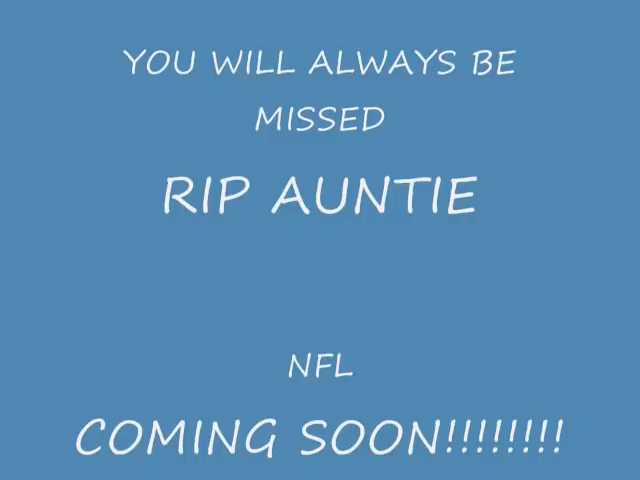 YOU WILL ALWAYS BE
MISSED
RIP AUNTIE
NFL
COMING SOON!!!!!!!!